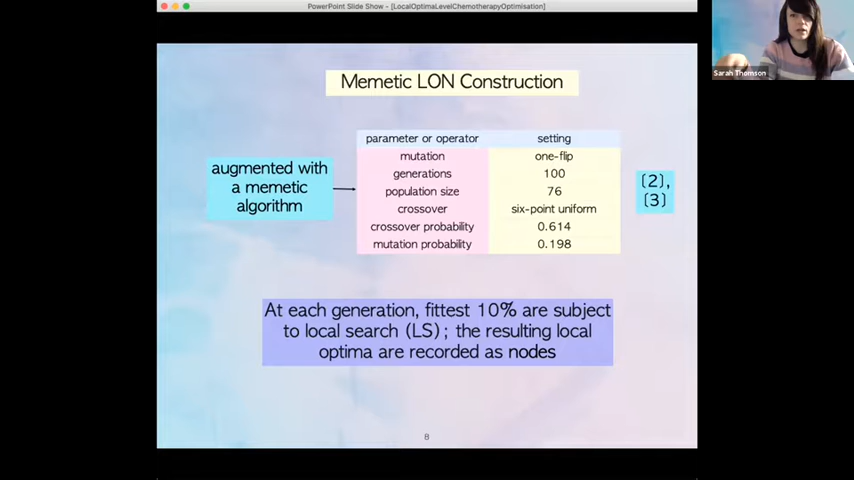 PowerPoint Slide Show - [LocalOptimaLevelChemotherapyOptimisation]
Sarah Thomson
Memetic LON Construction
augmented with
a memetic
algorithm
parameter or operator setting
mutation one-flip
generations 100
population size 76
crossover six-point uniform
crossover probability 0.614
mutation probability 0.198
(2),
(3)
At each generation, fittest 10% are subject
to local search (LS); the resulting local
optima are recorded as nodes
8